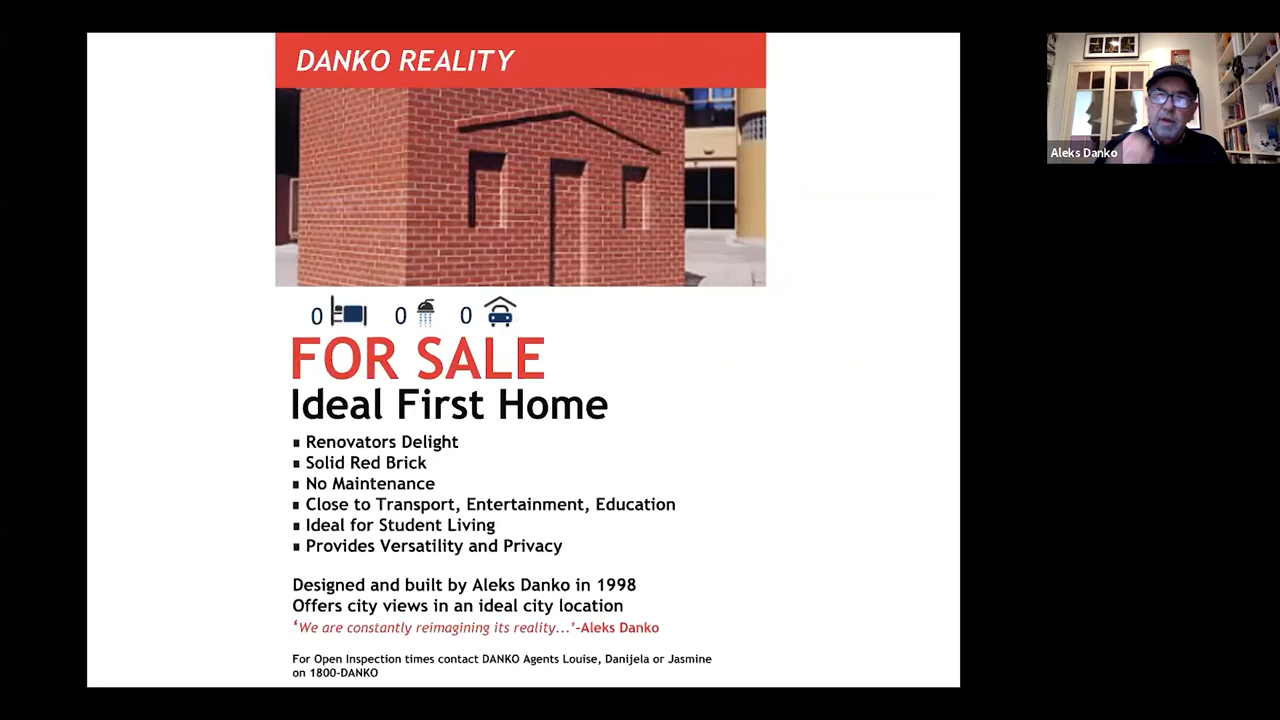 DANKO REALITY
Aleks Danko
0 0 0
FOR SALE
Ideal First Home
▪ Renovators Delight
▪ Solid Red Brick
▪ No Maintenance
▪ Close to Transport, Entertainment, Education
▪ Ideal for Student Living
▪ Provides Versatility and Privacy
Designed and built by Aleks Danko in 1998
Offers city views in an ideal city location
‘We are constantly reimagining its reality...’-Aleks Danko
For Open Inspection times contact DANKO Agents Louise, Danijela or Jasmine
on 1800-DANKO